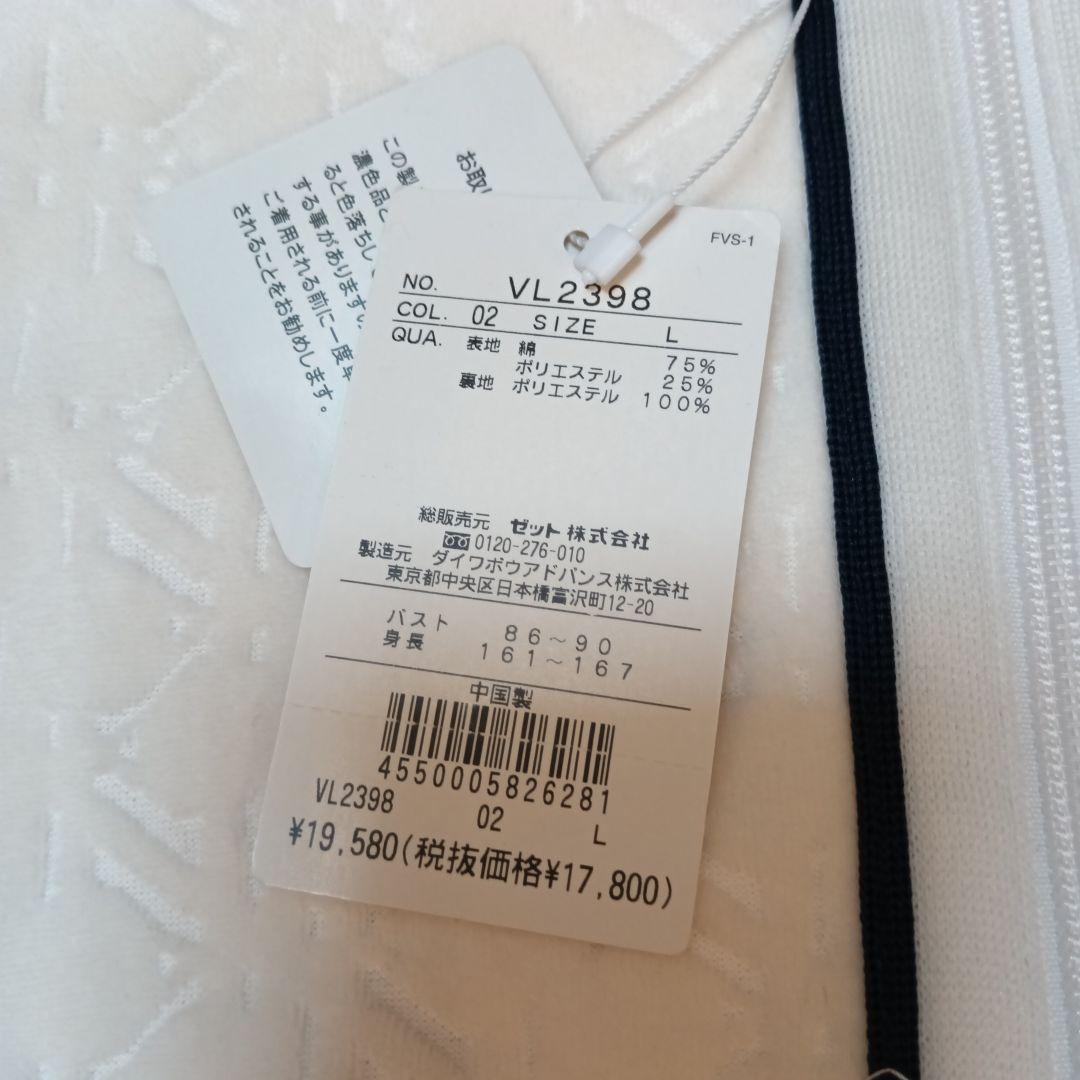 FVS-1
NO. VL2398
COL. 02 SIZE L
QUA. 表地 綿 75%
ポリエステル 25%
裏地 ポリエステル 100%
総販売元 ゼット株式会社
0120-276-010
製造元 ダイワボウアドバンス株式会社
東京都中央区日本橋富沢町12-20
バスト 86~90
身長 161~167
中国製
4550005826281
VL2398 02 L
¥19,580(税抜価格¥17,800)
お取
この製
濃色品と
ると色落ちし
する事があります
ご着用される前に一度
されることをお勧めします。